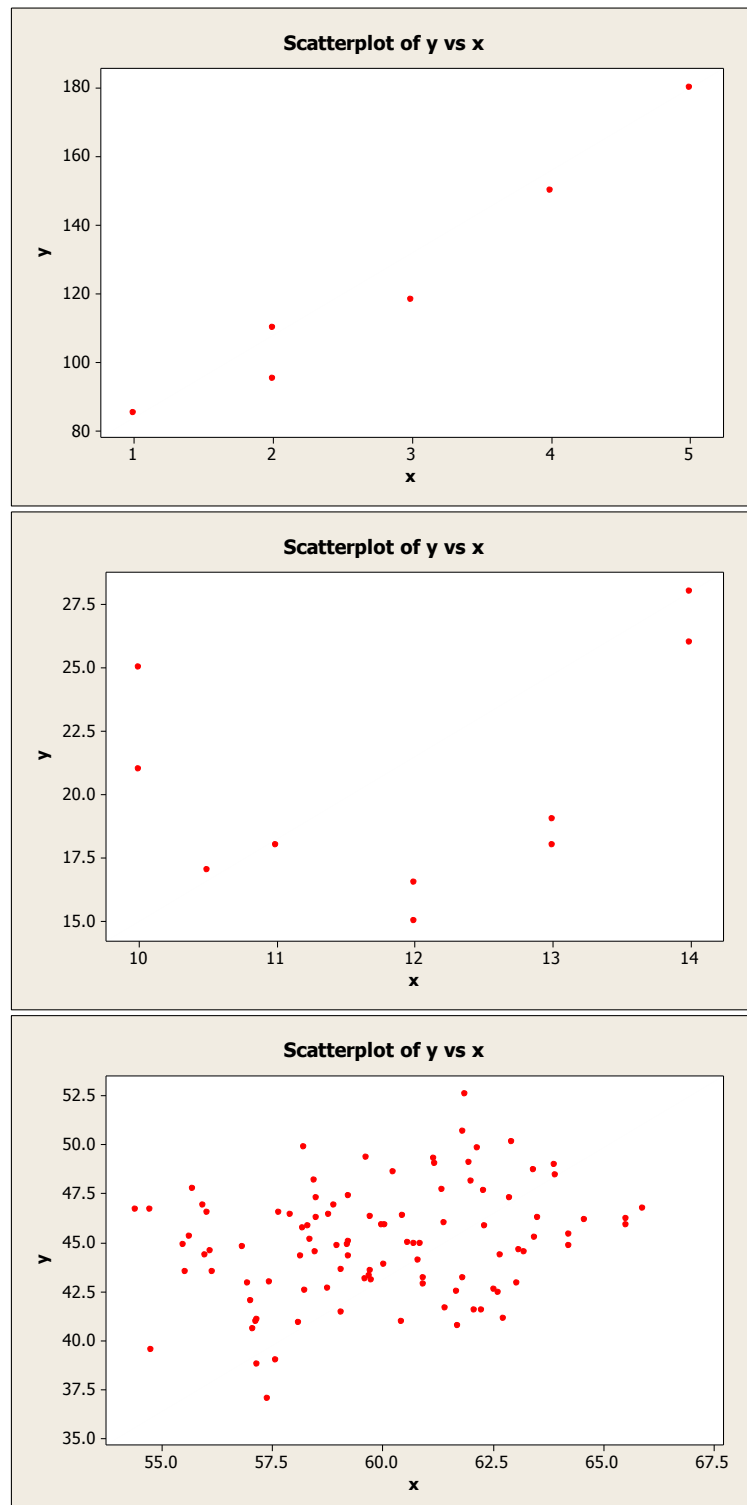 Scatterplot of y vs x
180
160
140
120
100
80
y
1 2 3 4 5
x
Scatterplot of y vs x
27.5
25.0
22.5
20.0
17.5
15.0
y
10 11 12 13 14
x
Scatterplot of y vs x
52.5
50.0
47.5
45.0
42.5
40.0
37.5
35.0
y
55.0 57.5 60.0 62.5 65.0 67.5
x